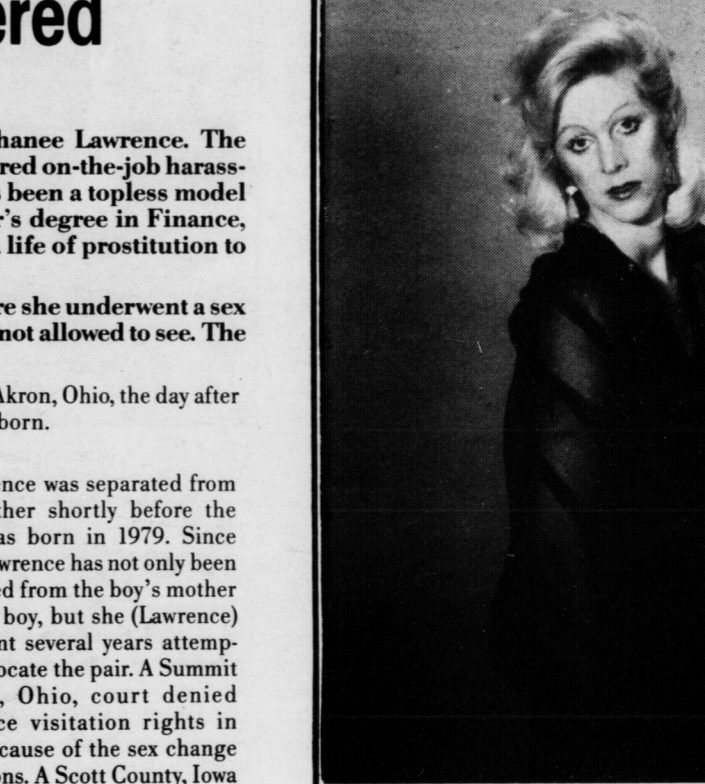 ered
hanee Lawrence. The
red on-the-job harass-
s been a topless model
r's degree in Finance,
life of prostitution to
re she underwent a sex
not allowed to see. The
Akron, Ohio, the day after
born.
ence was separated from
ther shortly before the
as born in 1979. Since
wrence has not only been
ed from the boy's mother
boy, but she (Lawrence)
nt several years attemp-
ocate the pair. A Summit
, Ohio, court denied
ce visitation rights in
cause of the sex change
ons. A Scott County, Iowa